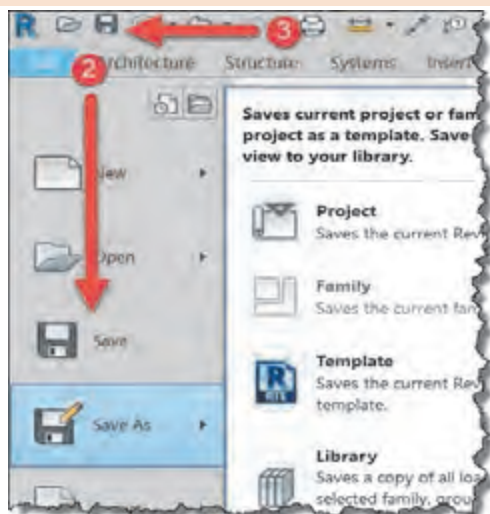 R
3
2
rchitecture Structure Systems Insert
Saves current project or fam
project as a template. Save
view to your library.
New
Project
Saves the current Rev
Open
Family
Saves the current fam
Save
Template
Saves the current Rev
template.
R
Save As
Library
Saves a copy of all loa
selected family, grou